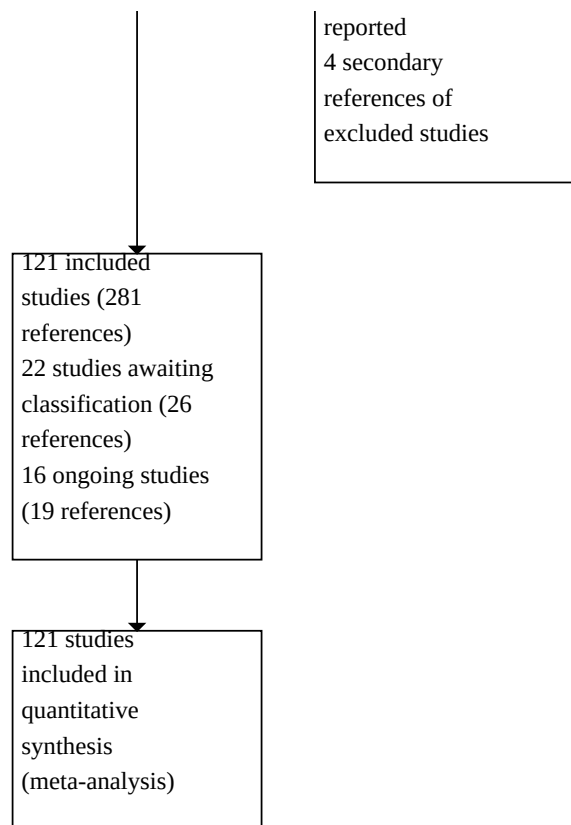 reported
4 secondary
references of
excluded studies
121 included
studies (281
references)
22 studies awaiting
classification (26
references)
16 ongoing studies
(19 references)
121 studies
included in
quantitative
synthesis
(meta-analysis)